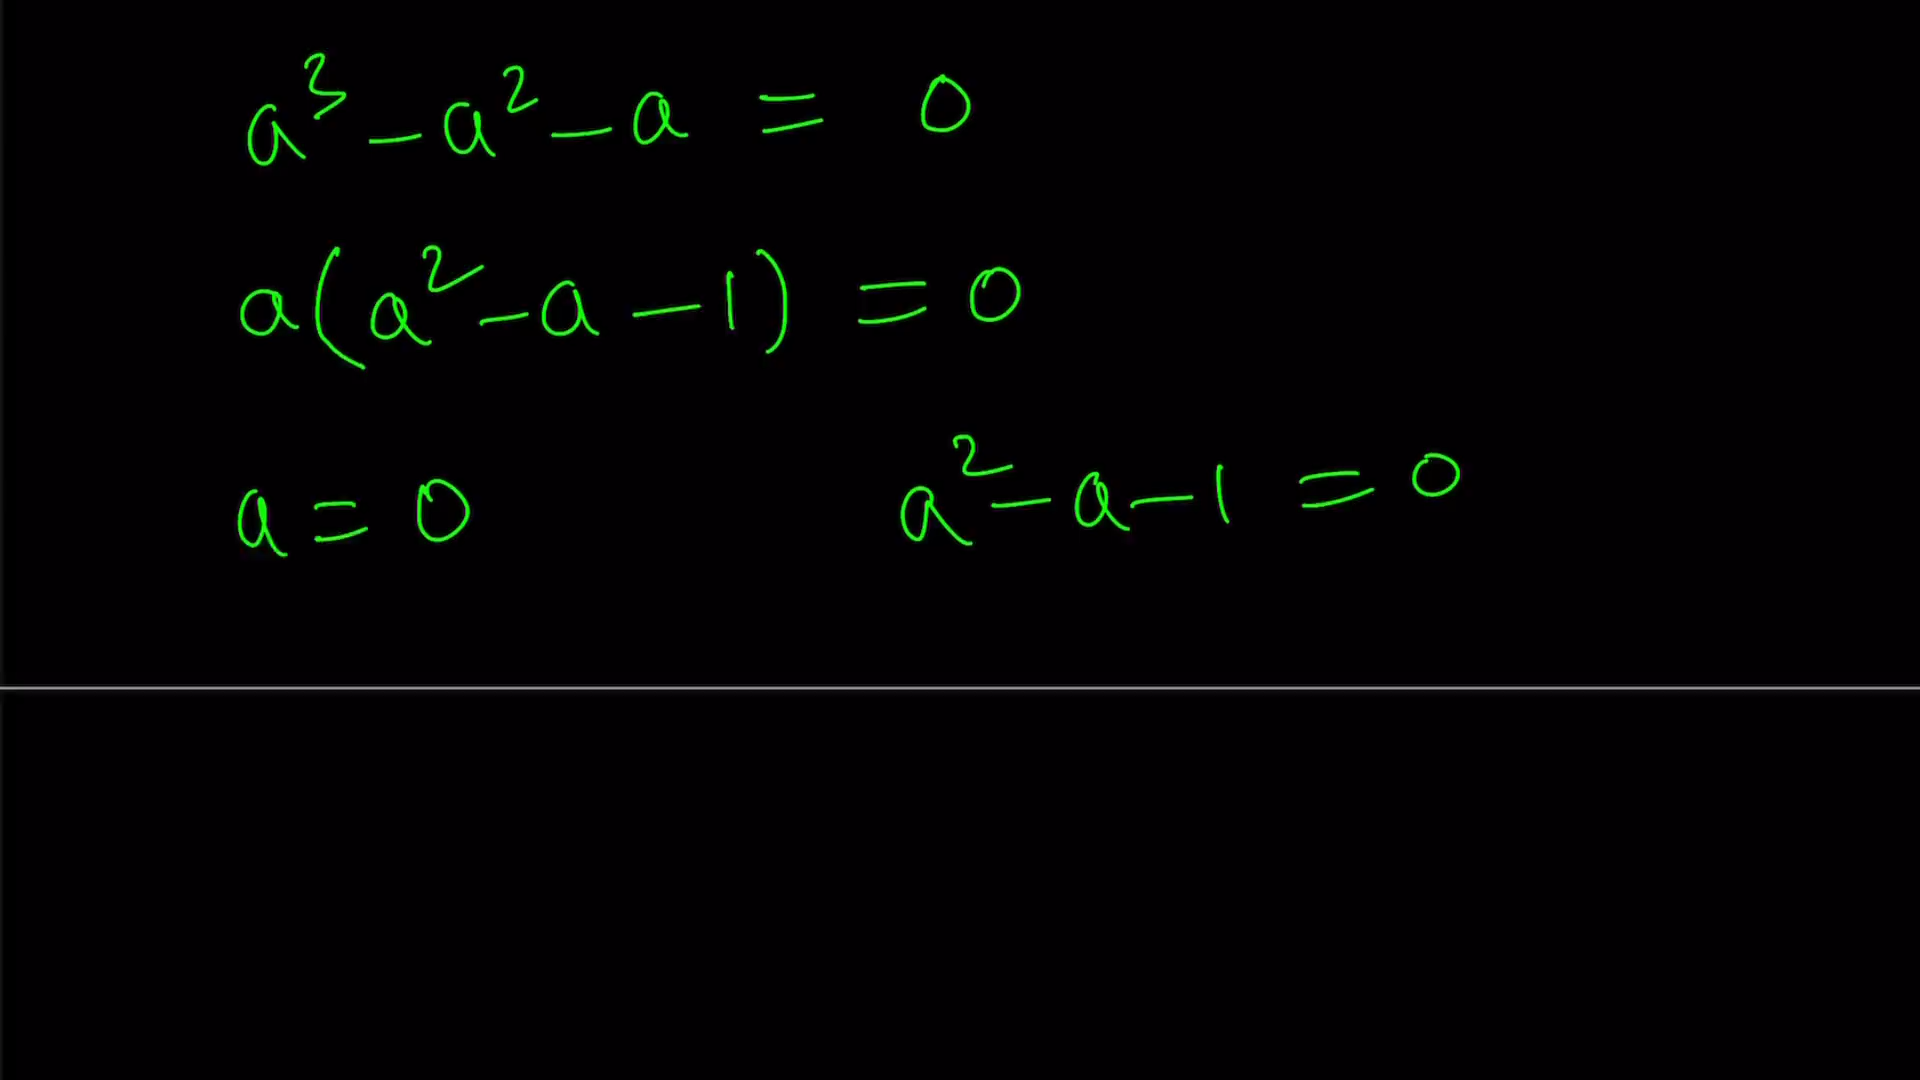 a³ - a² - a = 0
a(a² - a - 1) = 0
a = 0 a² - a - 1 = 0